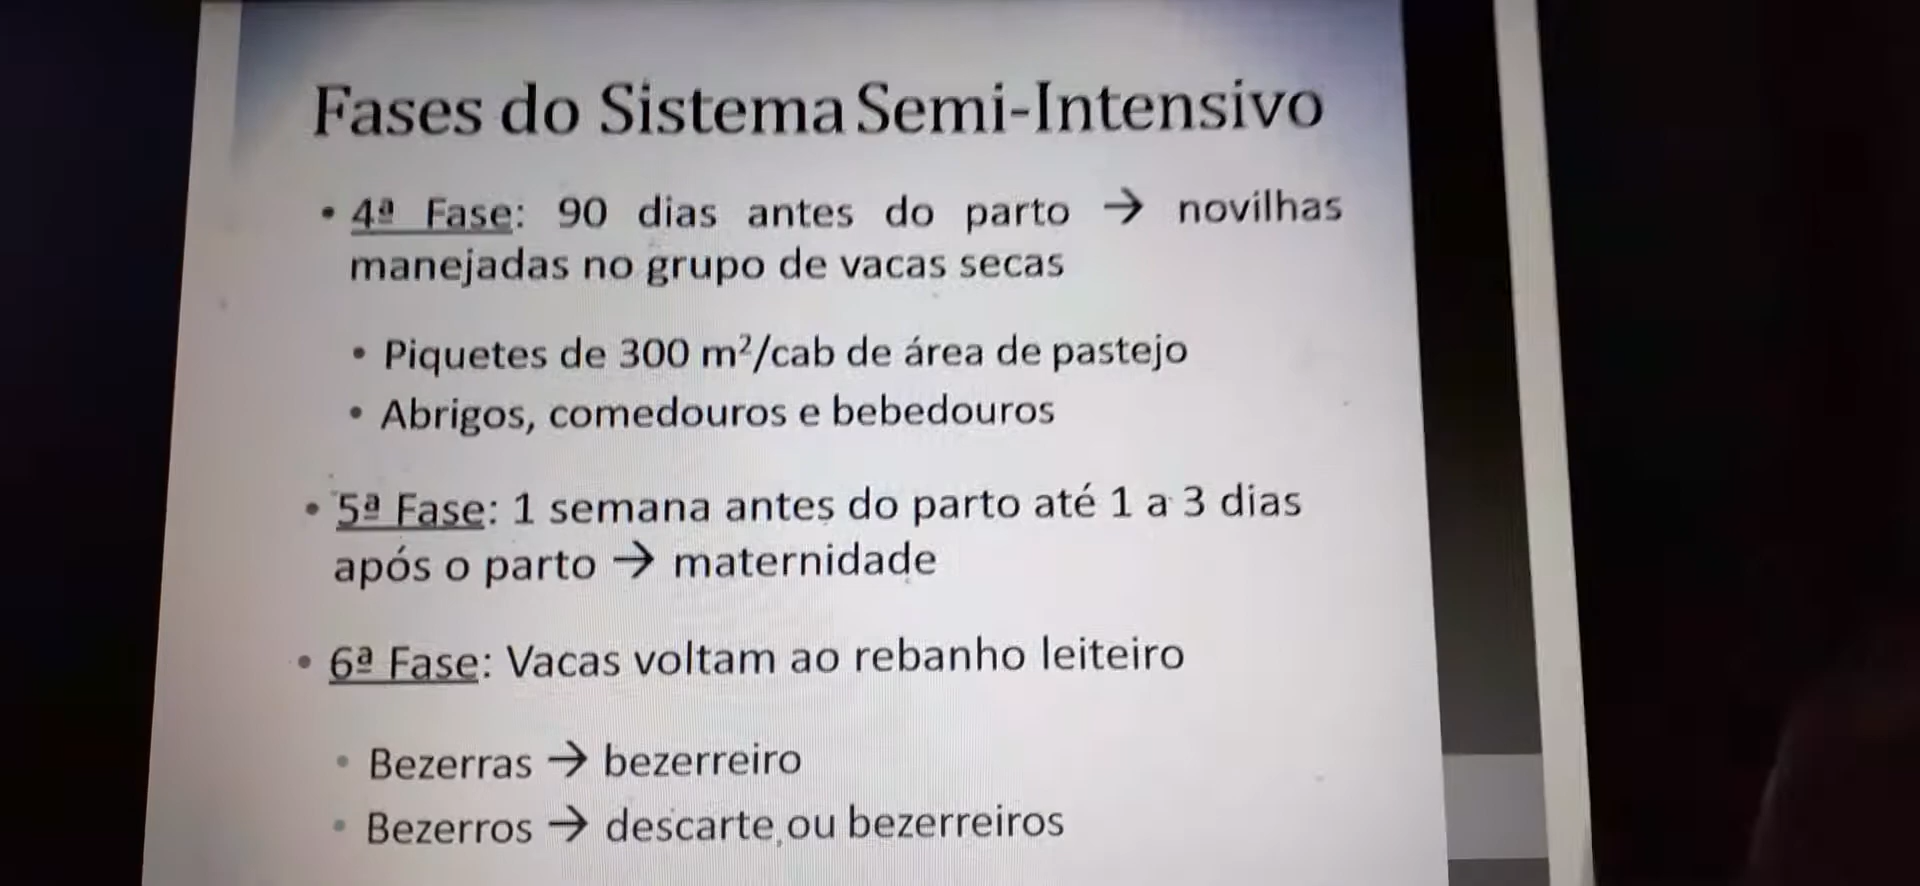 Fases do Sistema Semi-Intensivo
• 4ª Fase: 90 dias antes do parto → novilhas
manejadas no grupo de vacas secas
• Piquetes de 300 m²/cab de área de pastejo
• Abrigos, comedouros e bebedouros
• 5ª Fase: 1 semana antes do parto até 1 a 3 dias
após o parto → maternidade
• 6ª Fase: Vacas voltam ao rebanho leiteiro
• Bezerras → bezerreiro
• Bezerros → descarte ou bezerreiros